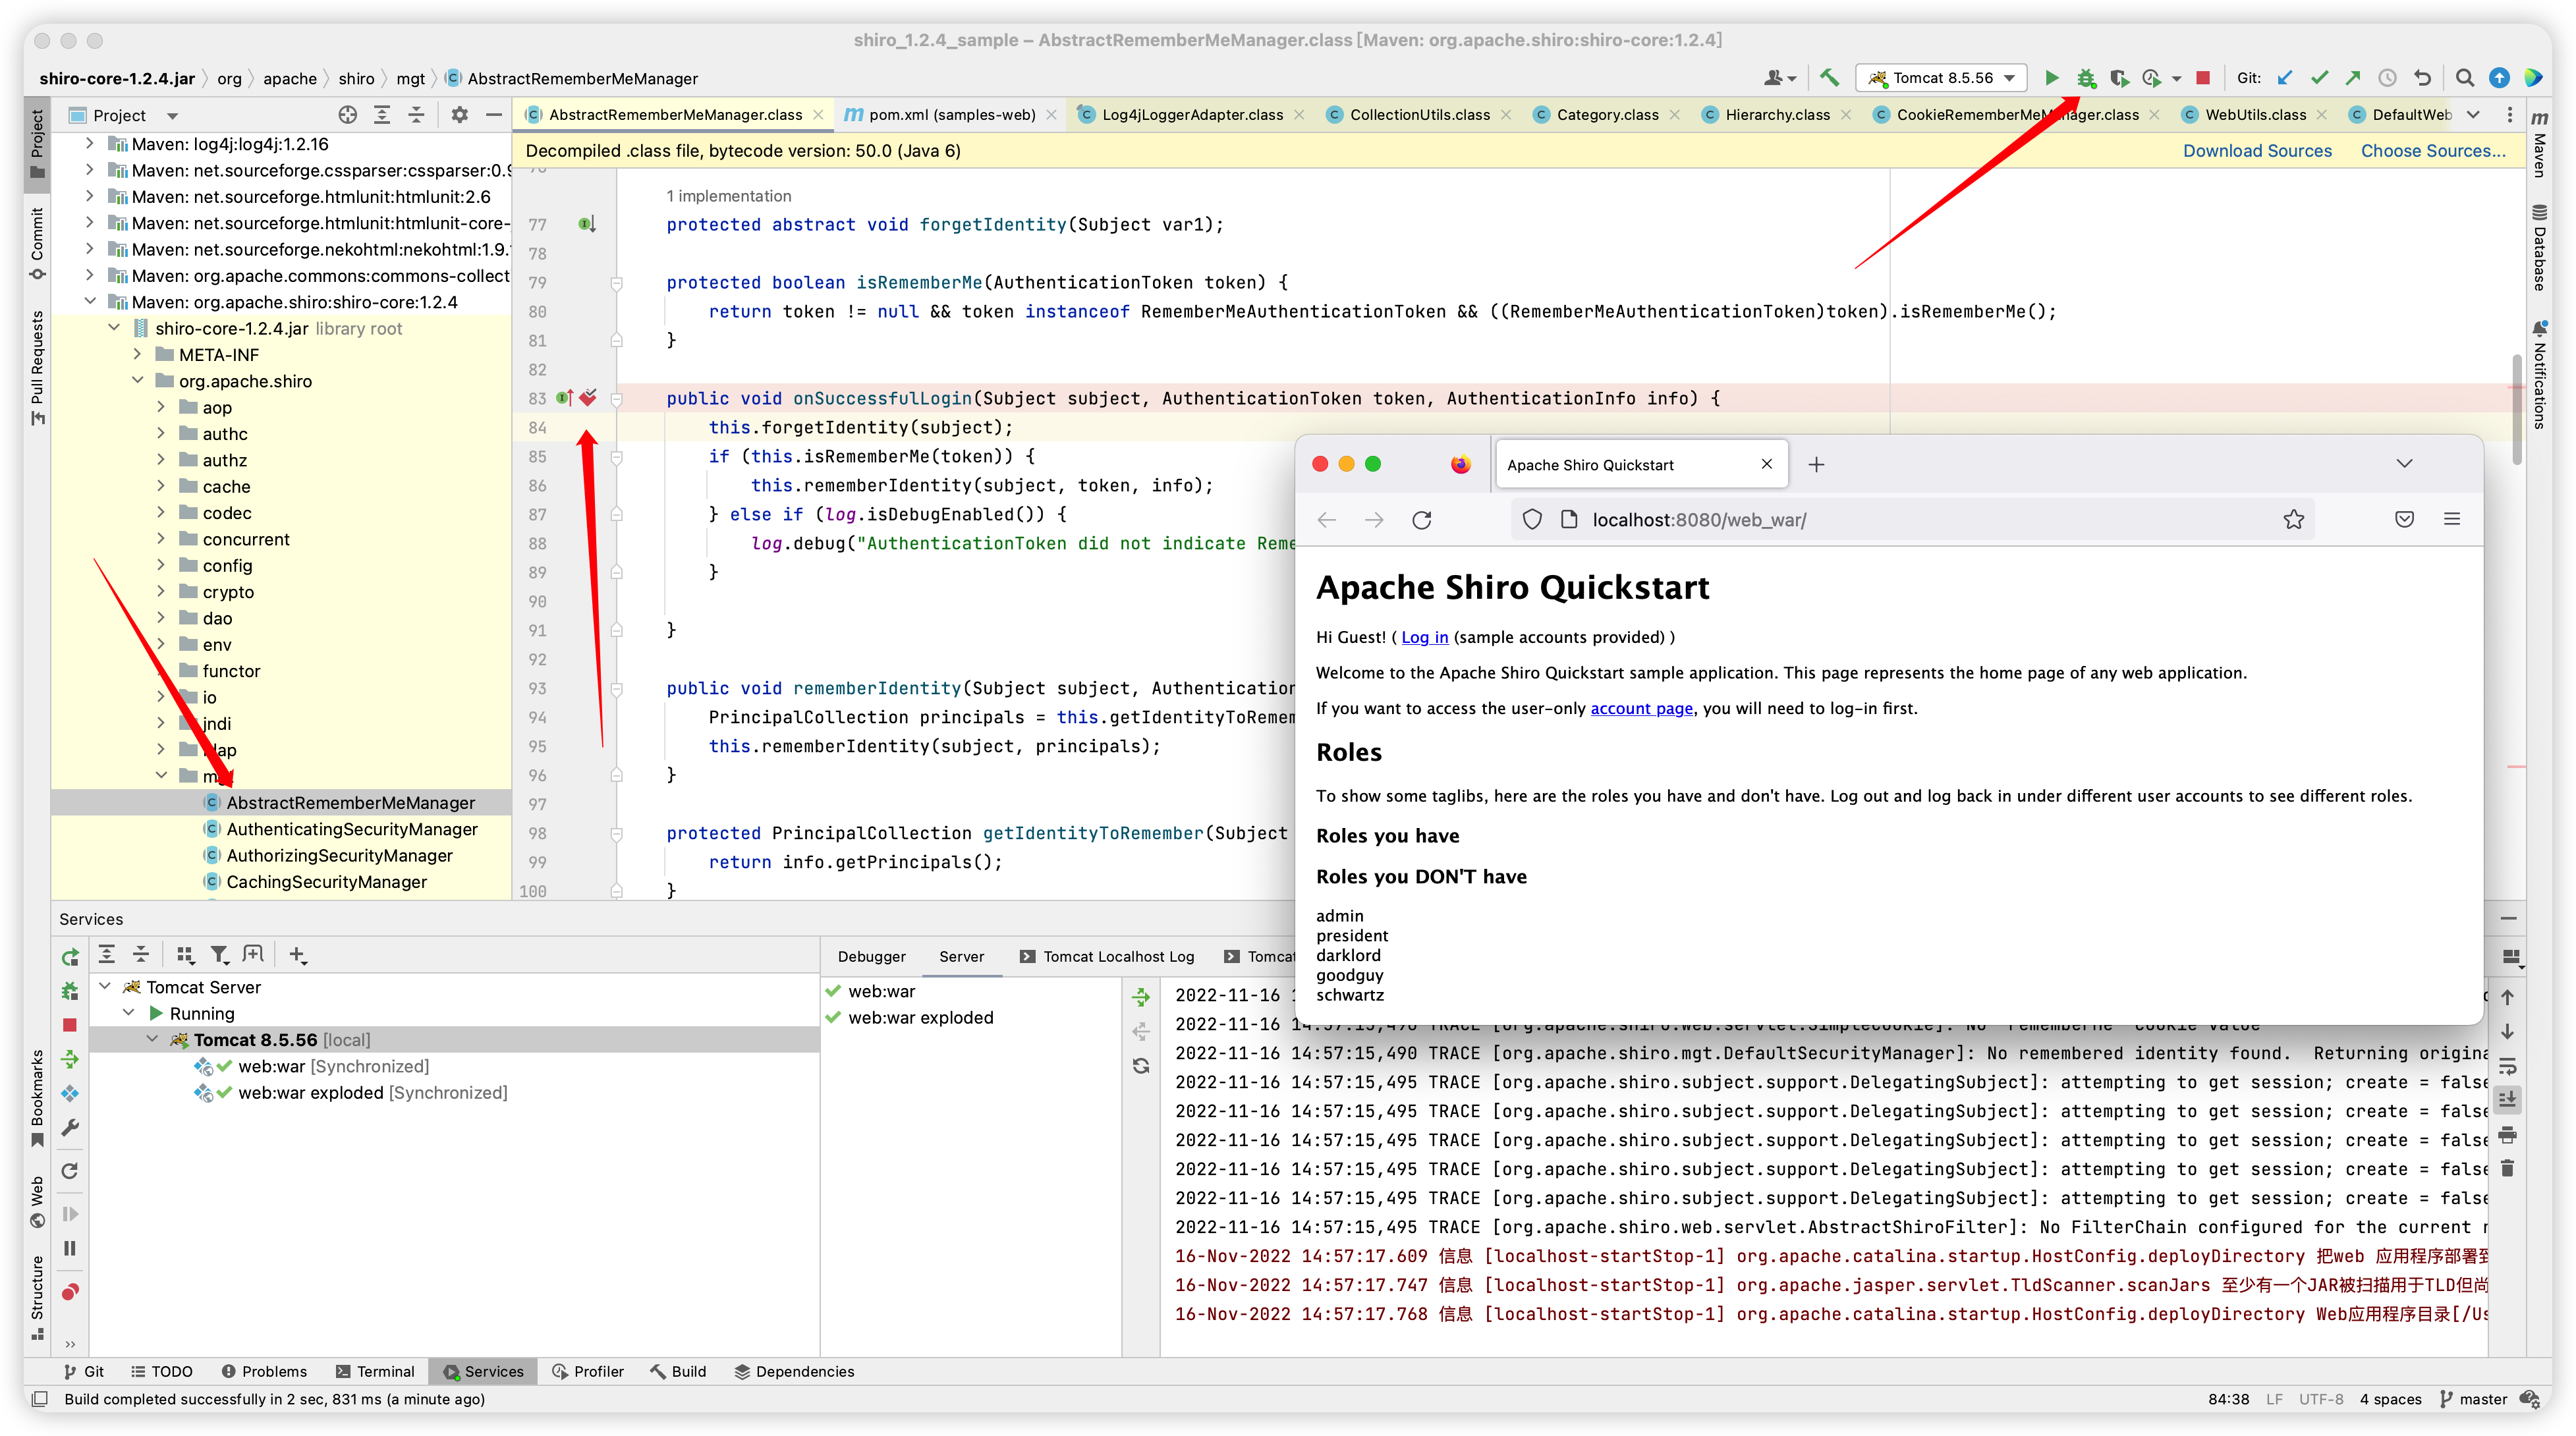 shiro_1.2.4_sample – AbstractRememberMeManager.class [Maven: org.apache.shiro:shiro-core:1.2.4]
shiro-core-1.2.4.jar org apache shiro mgt AbstractRememberMeManager
Tomcat 8.5.56 Git:
Project
AbstractRememberMeManager.class pom.xml (samples-web) Log4jLoggerAdapter.class CollectionUtils.class Category.class Hierarchy.class CookieRememberMeManager.class WebUtils.class DefaultWeb
Decompiled .class file, bytecode version: 50.0 (Java 6) Download Sources Choose Sources...
Project
Commit
Pull Requests
Bookmarks
Web
Structure
Maven
Database
Notifications
Maven: log4j:log4j:1.2.16
Maven: net.sourceforge.cssparser:cssparser:0.9
Maven: net.sourceforge.htmlunit:htmlunit:2.6
Maven: net.sourceforge.htmlunit:htmlunit-core-
Maven: net.sourceforge.nekohtml:nekohtml:1.9.
Maven: org.apache.commons:commons-collect
Maven: org.apache.shiro:shiro-core:1.2.4
shiro-core-1.2.4.jar library root
META-INF
org.apache.shiro
aop
authc
authz
cache
codec
concurrent
config
crypto
dao
env
functor
io
jndi
AbstractRememberMeManager
AuthenticatingSecurityManager
AuthorizingSecurityManager
CachingSecurityManager
1 implementation
77 protected abstract void forgetIdentity(Subject var1);
78
79 protected boolean isRememberMe(AuthenticationToken token) {
80 return token != null && token instanceof RememberMeAuthenticationToken && ((RememberMeAuthenticationToken)token).isRememberMe();
81 }
82
83 public void onSuccessfulLogin(Subject subject, AuthenticationToken token, AuthenticationInfo info) {
84 this.forgetIdentity(subject);
85 if (this.isRememberMe(token)) {
86 this.rememberIdentity(subject, token, info);
87 } else if (log.isDebugEnabled()) {
88 log.debug("AuthenticationToken did not indicate Reme
89 }
90
91 }
92
93 public void rememberIdentity(Subject subject, Authentication
94 PrincipalCollection principals = this.getIdentityToRemem
95 this.rememberIdentity(subject, principals);
96 }
97
98 protected PrincipalCollection getIdentityToRemember(Subject
99 return info.getPrincipals();
100 }
Apache Shiro Quickstart
localhost:8080/web_war/
Apache Shiro Quickstart
Hi Guest! ( Log in (sample accounts provided) )
Welcome to the Apache Shiro Quickstart sample application. This page represents the home page of any web application.
If you want to access the user-only account page, you will need to log-in first.
Roles
To show some taglibs, here are the roles you have and don't have. Log out and log back in under different user accounts to see different roles.
Roles you have
Roles you DON'T have
admin
president
darklord
goodguy
schwartz
Services
Tomcat Server
Running
Tomcat 8.5.56 [local]
web:war [Synchronized]
web:war exploded [Synchronized]
Debugger Server Tomcat Localhost Log Tomca
web:war
web:war exploded
2022-11-16
2022-11-16
2022-11-16 14:57:15,490 TRACE [org.apache.shiro.mgt.DefaultSecurityManager]: No remembered identity found. Returning origina
2022-11-16 14:57:15,495 TRACE [org.apache.shiro.subject.support.DelegatingSubject]: attempting to get session; create = false
2022-11-16 14:57:15,495 TRACE [org.apache.shiro.subject.support.DelegatingSubject]: attempting to get session; create = false
2022-11-16 14:57:15,495 TRACE [org.apache.shiro.subject.support.DelegatingSubject]: attempting to get session; create = false
2022-11-16 14:57:15,495 TRACE [org.apache.shiro.subject.support.DelegatingSubject]: attempting to get session; create = false
2022-11-16 14:57:15,495 TRACE [org.apache.shiro.subject.support.DelegatingSubject]: attempting to get session; create = false
2022-11-16 14:57:15,495 TRACE [org.apache.shiro.web.servlet.AbstractShiroFilter]: No FilterChain configured for the current
16-Nov-2022 14:57:17.609 信息 [localhost-startStop-1] org.apache.catalina.startup.HostConfig.deployDirectory 把web 应用程序部署到
16-Nov-2022 14:57:17.747 信息 [localhost-startStop-1] org.apache.jasper.servlet.TldScanner.scanJars 至少有一个JAR被扫描用于TLD但尚
16-Nov-2022 14:57:17.768 信息 [localhost-startStop-1] org.apache.catalina.startup.HostConfig.deployDirectory Web应用程序目录[/Us
Git TODO Problems Terminal Services Profiler Build Dependencies
Build completed successfully in 2 sec, 831 ms (a minute ago) 84:38 LF UTF-8 4 spaces master